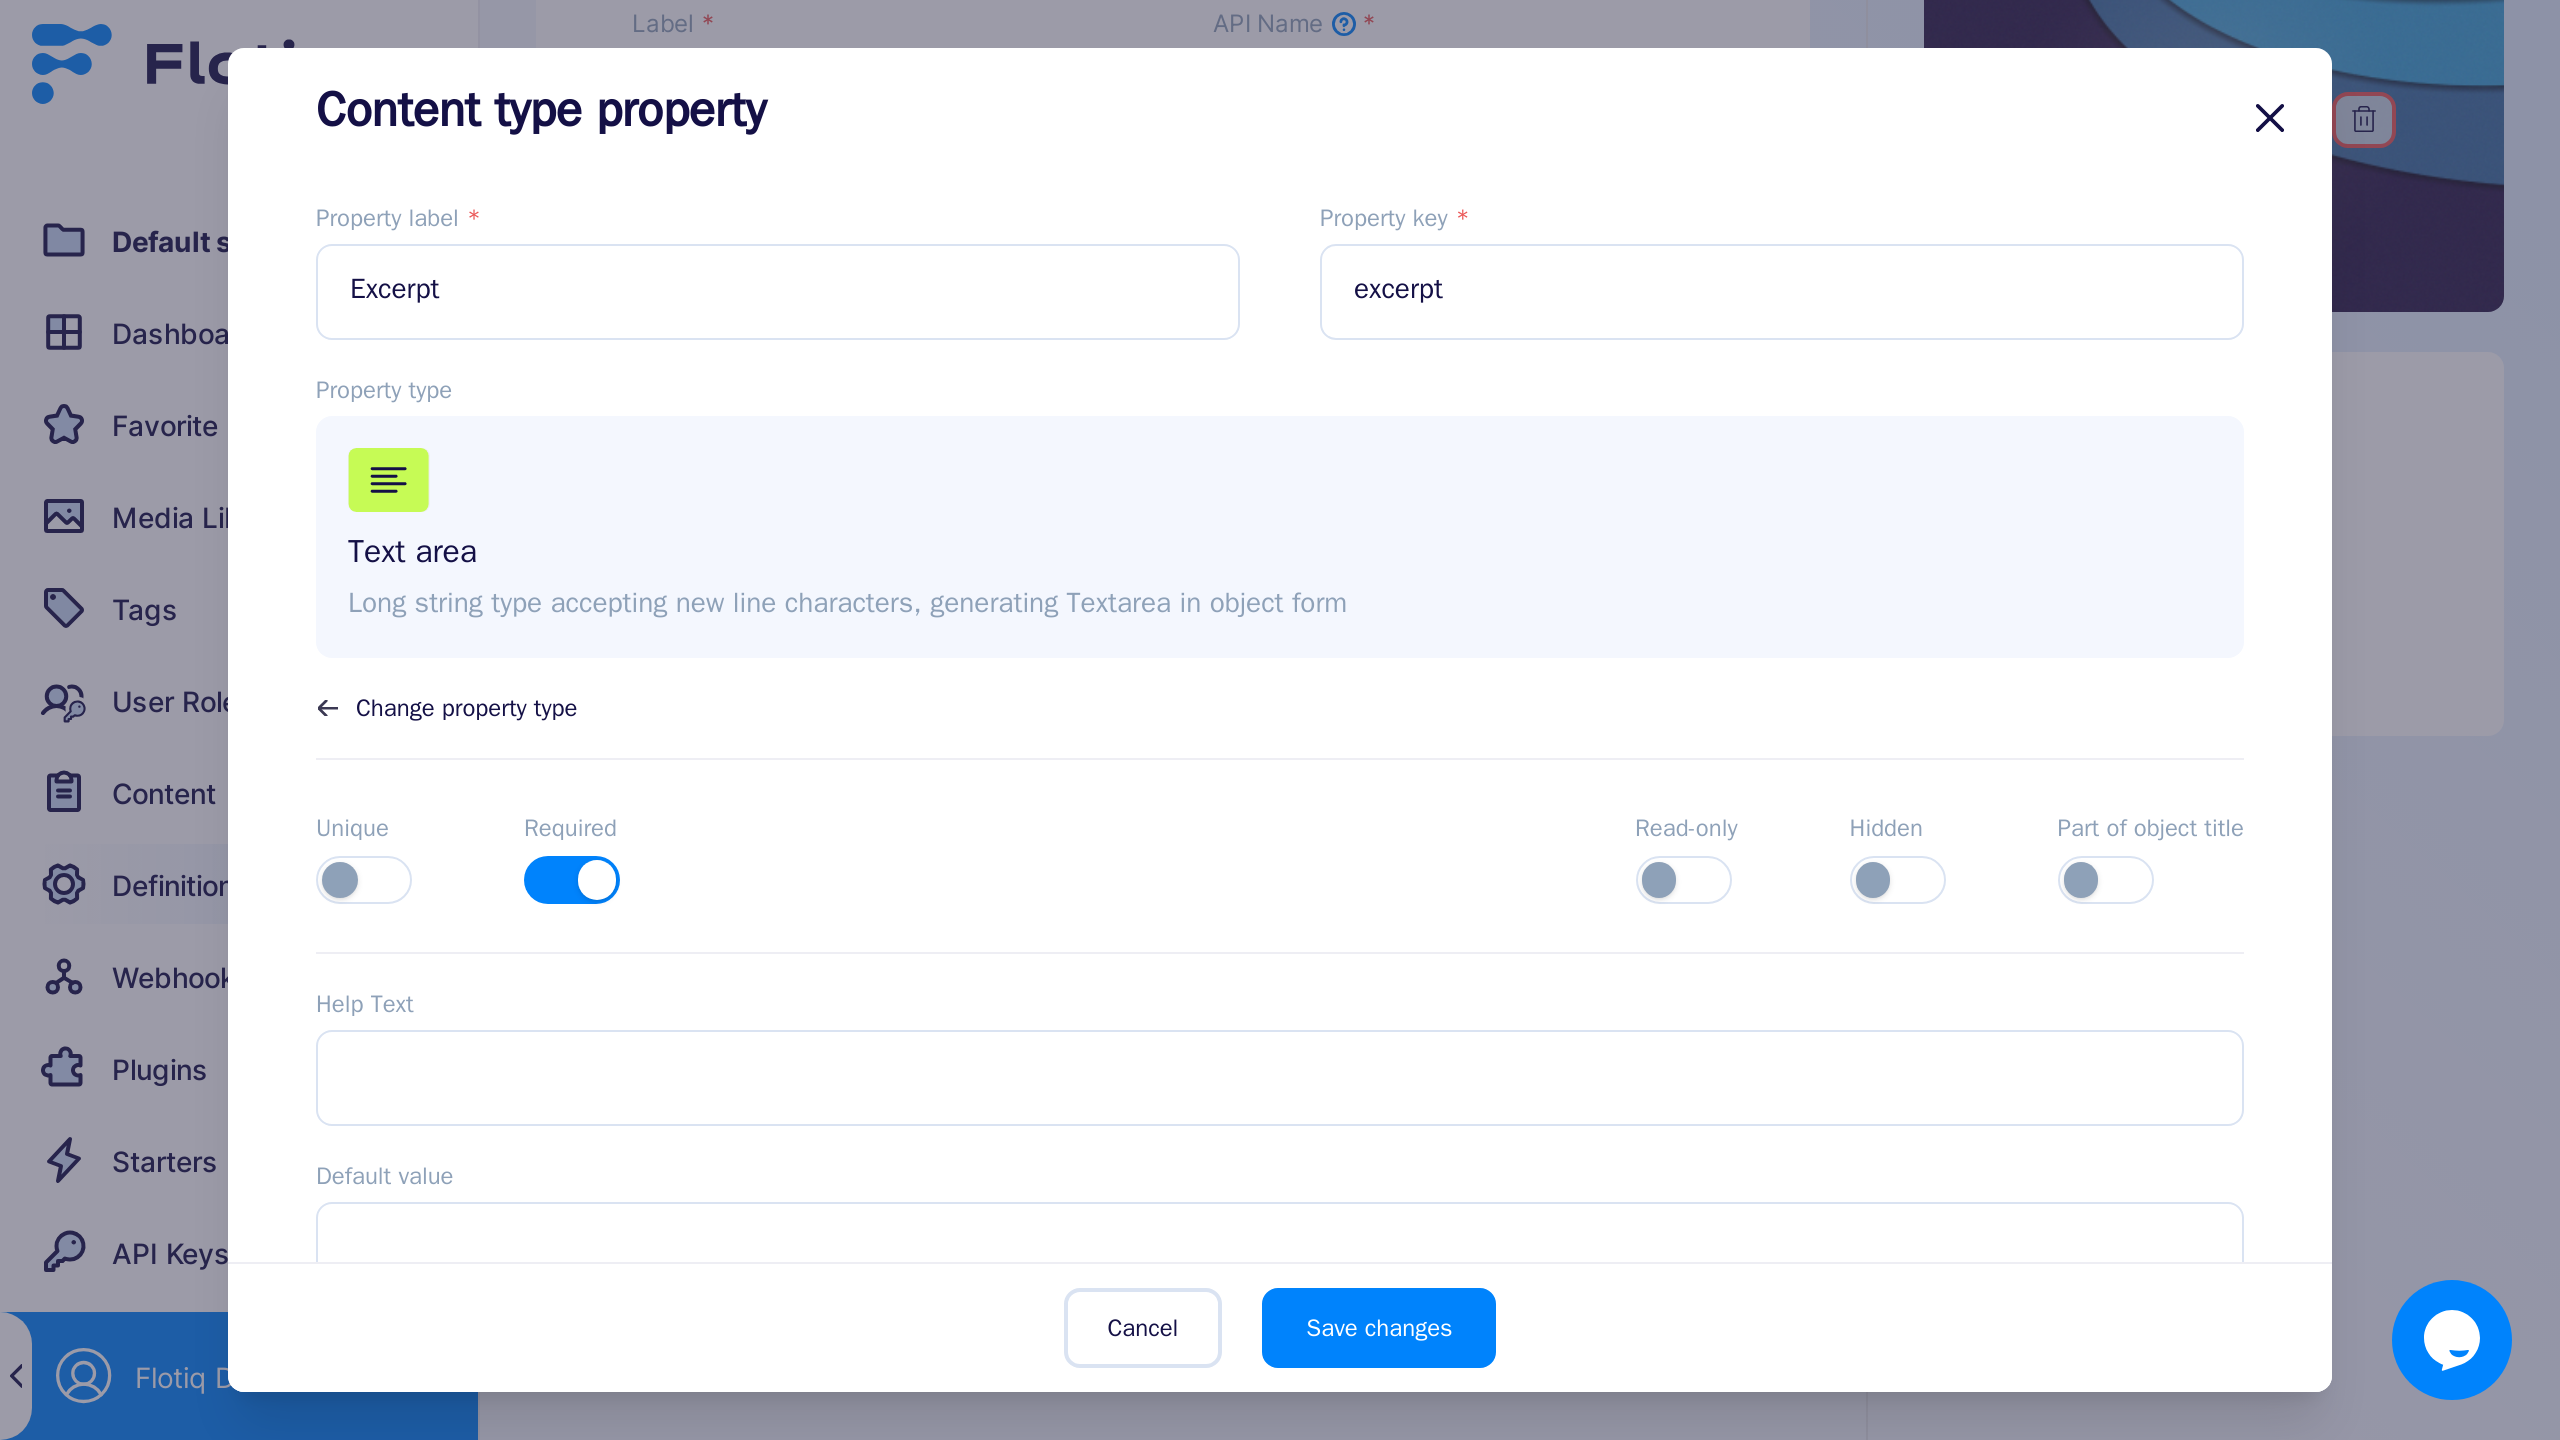 Label *
API Name *
Content type property
Property label *
Property key *
Excerpt
excerpt
Property type
Text area
Long string type accepting new line characters, generating Textarea in object form
Change property type
Unique
Required
Read-only
Hidden
Part of object title
Help Text
Default value
Cancel
Save changes
Default s
Dashboa
Favorite
Media Li
Tags
User Role
Content
Definition
Webhook
Plugins
Starters
API Keys
Flotiq D